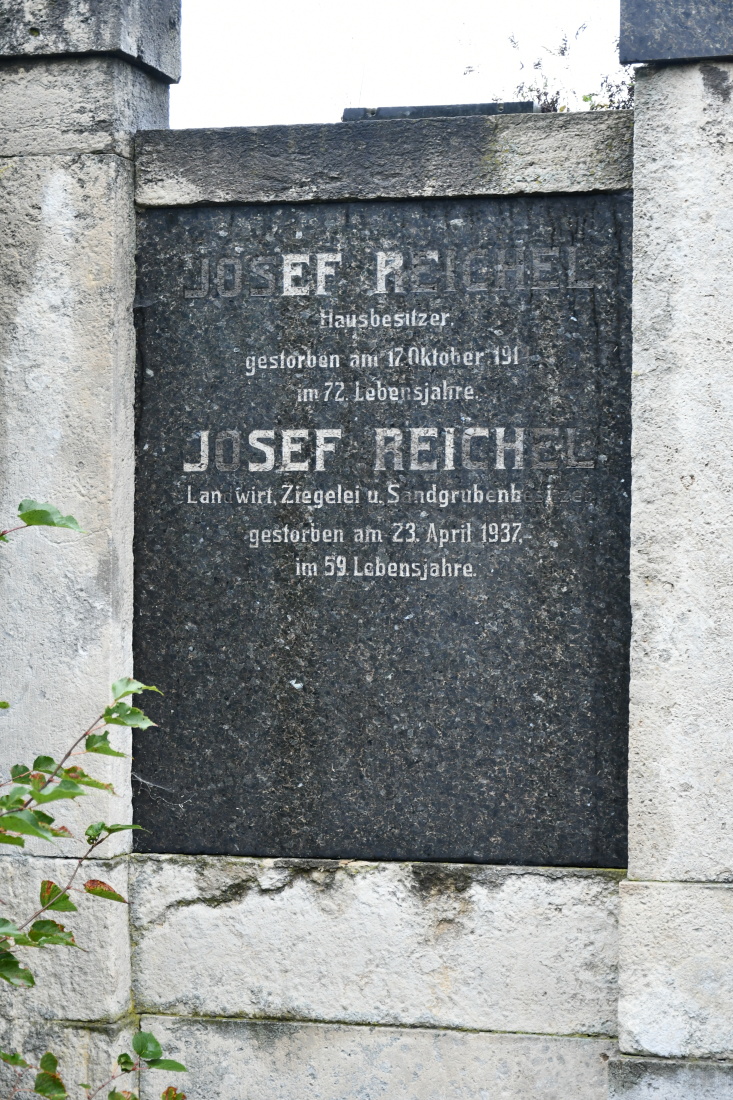 JOSEF REICHEL
Hausbesitzer,
gestorben am 17. Oktober
im 72. Lebensjahre.
JOSEF REICHEL
Landwirt, Ziegelei u. Sandgrubenbesitzer
gestorben am 23. April 1937,
im 59. Lebensjahre.